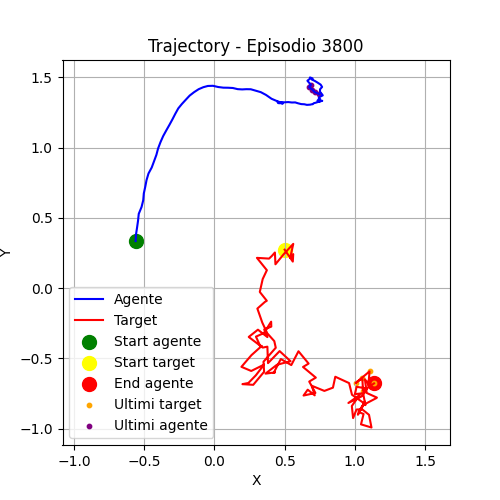 Trajectory - Episodio 3800
1.5
1.0
0.5
0.0
−0.5
−1.0
Y
Agente
Target
Start agente
Start target
End agente
Ultimi target
Ultimi agente
−1.0 −0.5 0.0 0.5 1.0 1.5
X